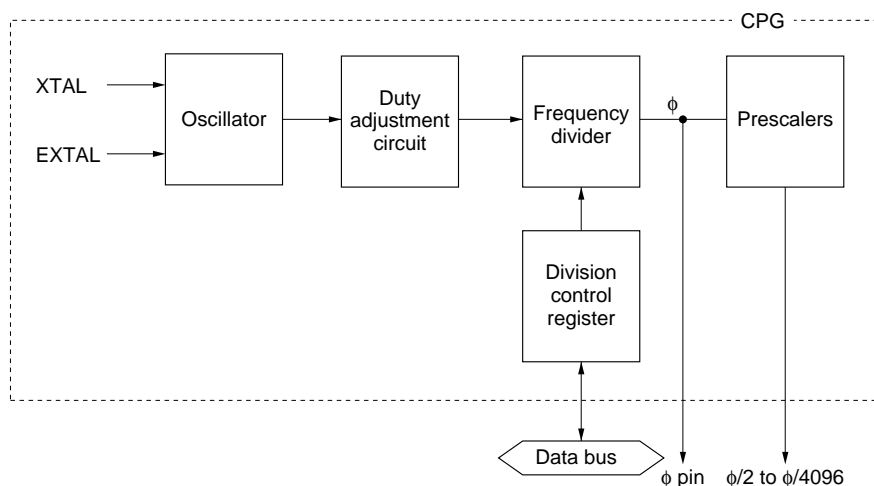 CPG
XTAL
EXTAL
Oscillator
Duty
adjustment
circuit
Frequency
divider
ϕ
Prescalers
Division
control
register
Data bus
ϕ pin
ϕ/2 to ϕ/4096